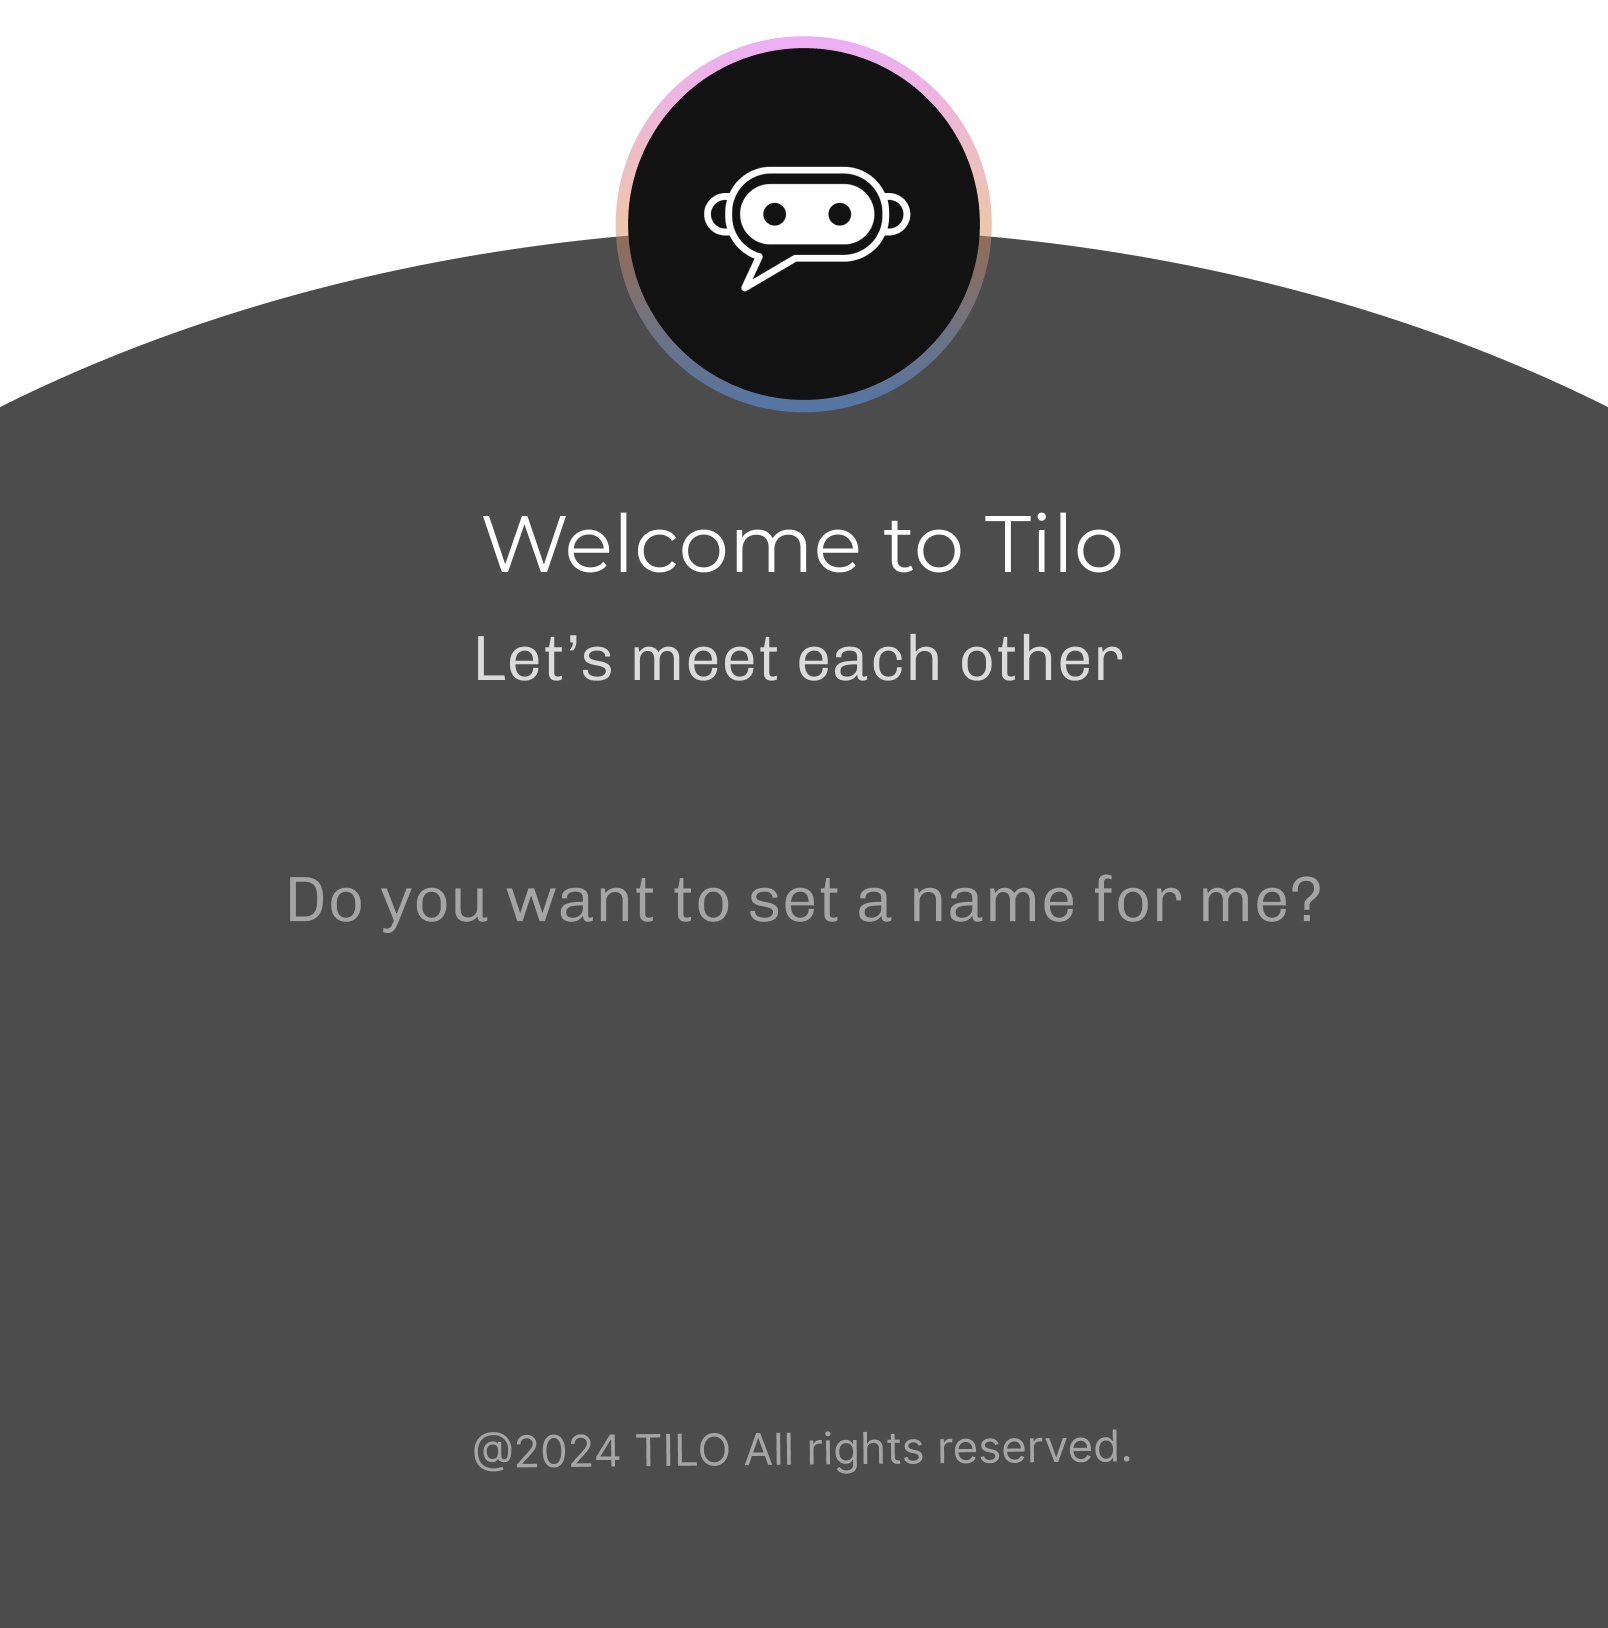 Welcome to Tilo
Let’s meet each other
Do you want to set a name for me?
@2024 TILO All rights reserved.